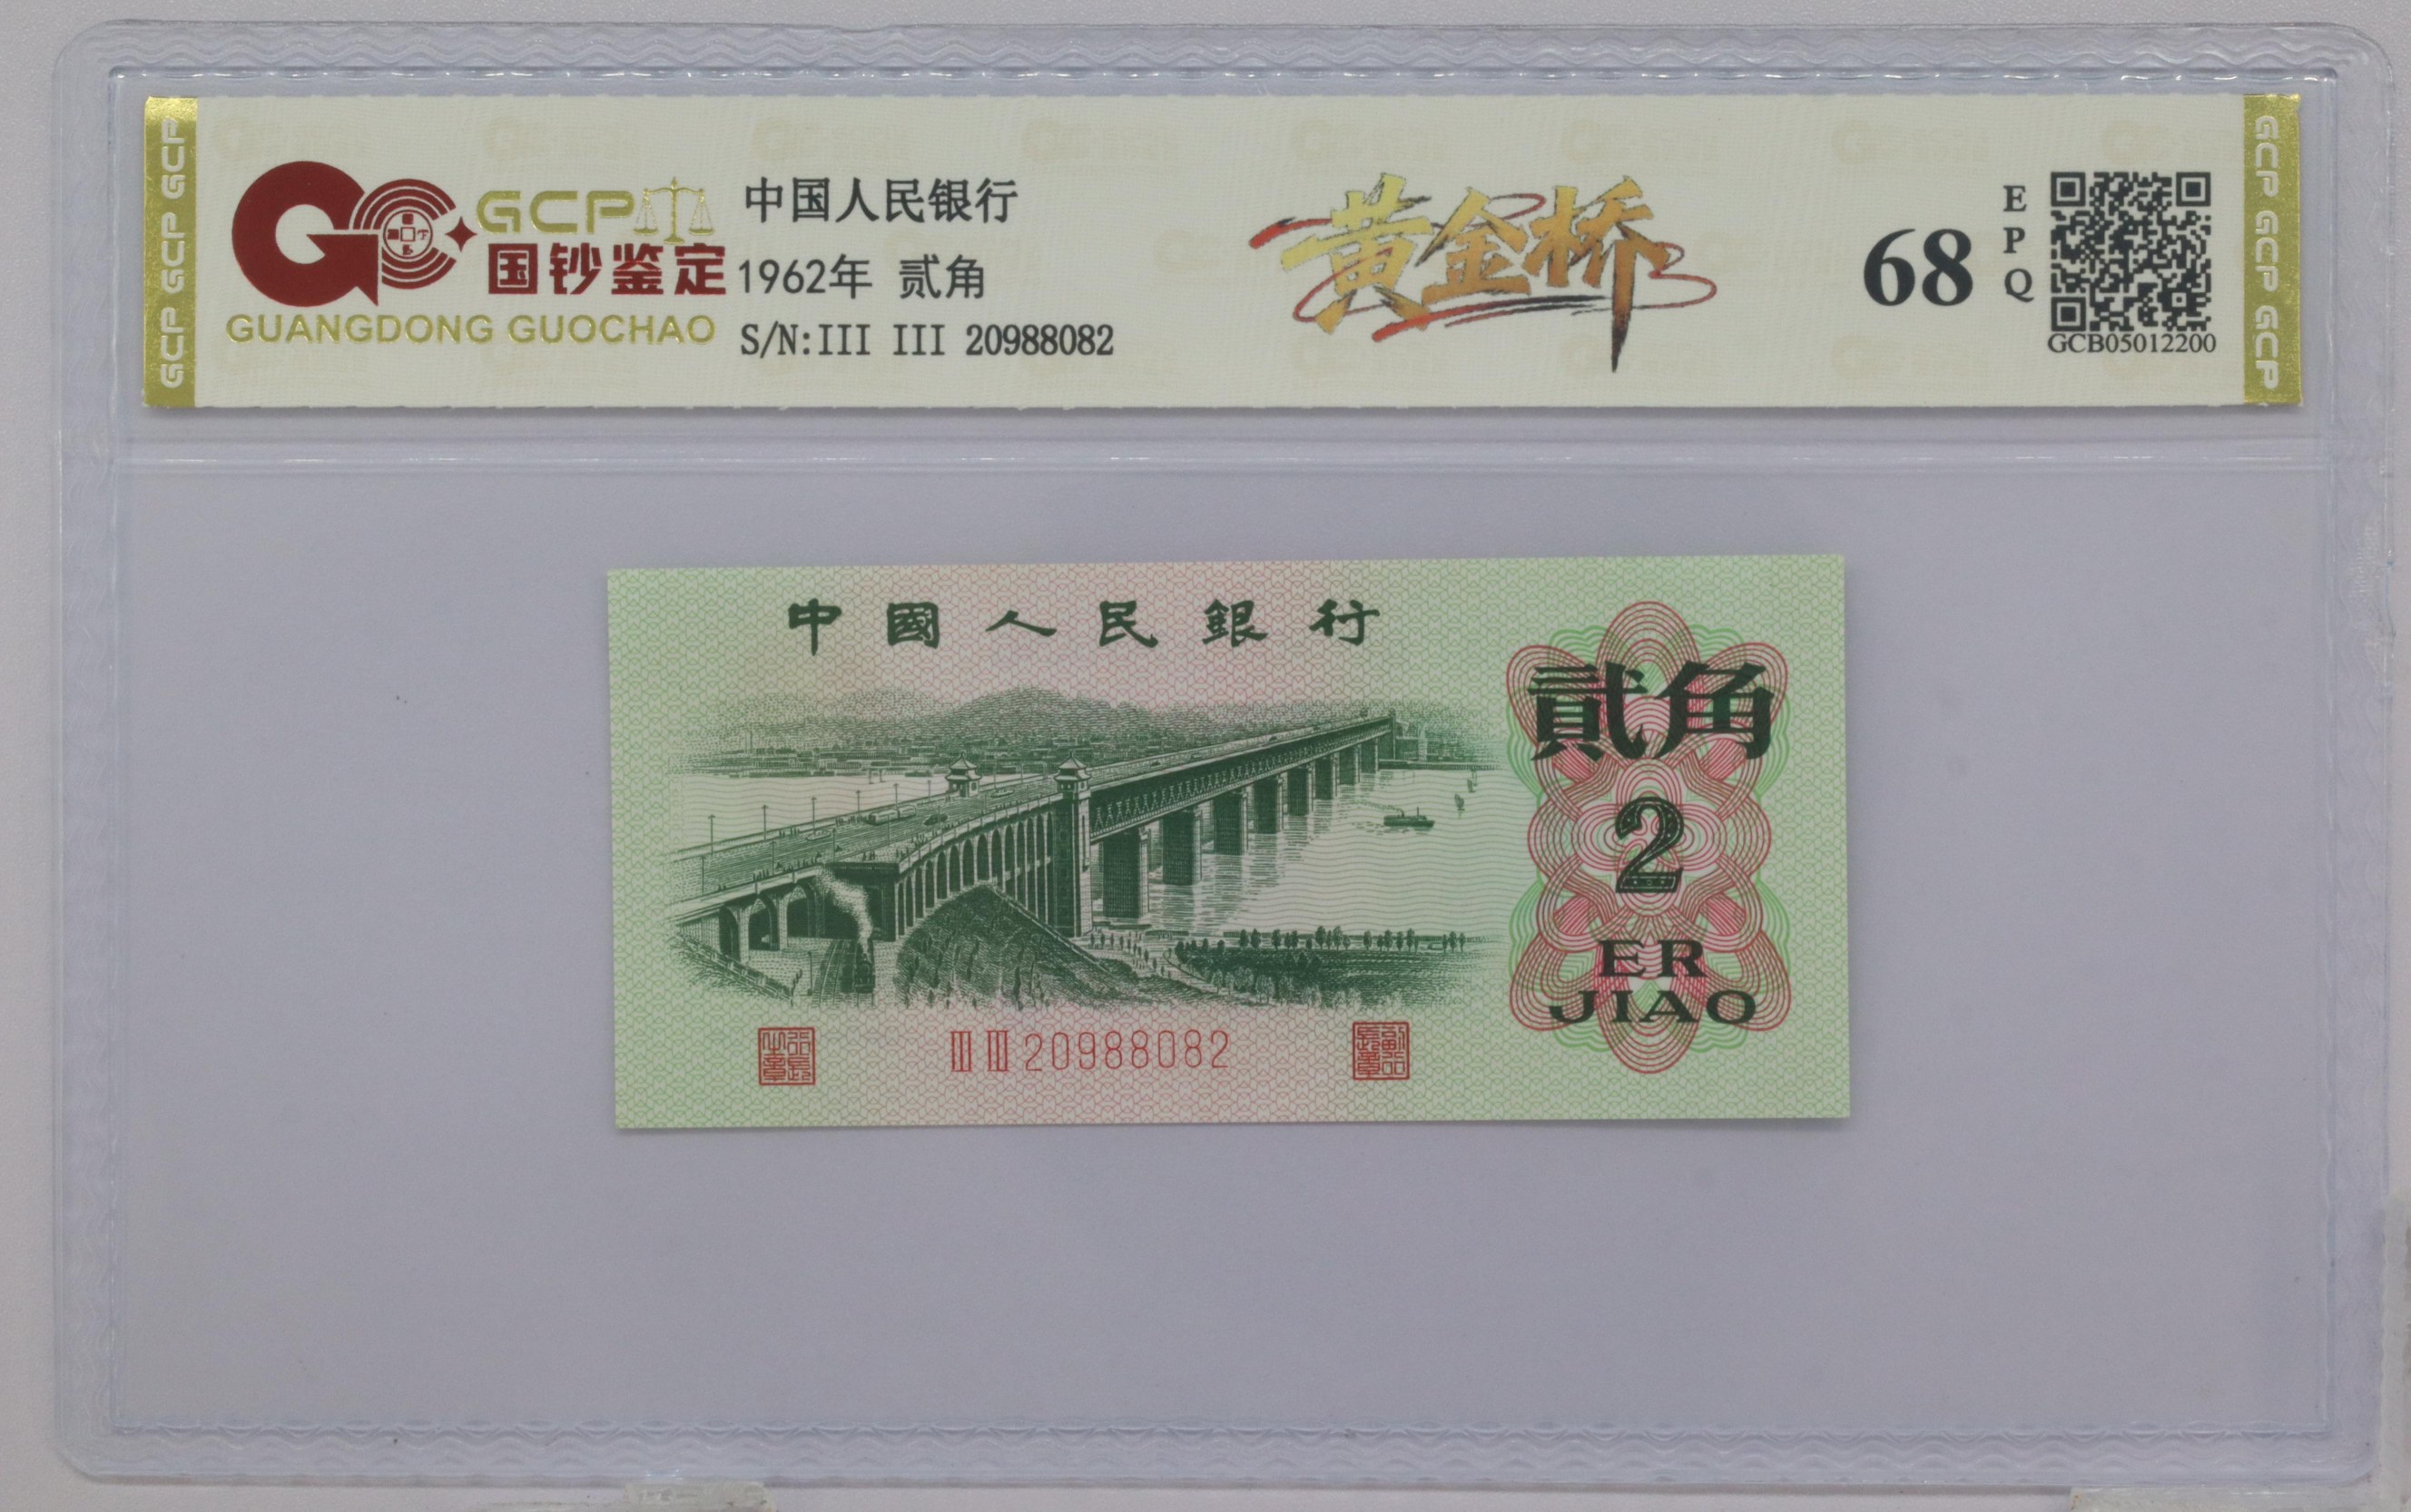 GCP GCP GCP
GCP
国钞鉴定
GUANGDONG GUOCHAO
中国人民银行
1962年 贰角
S/N:III III 20988082
黄金桥
68
EPQ
GCB05012200
GCP GCP GCP
中國人民銀行
貳角
2
ER
JIAO
III III 20988082